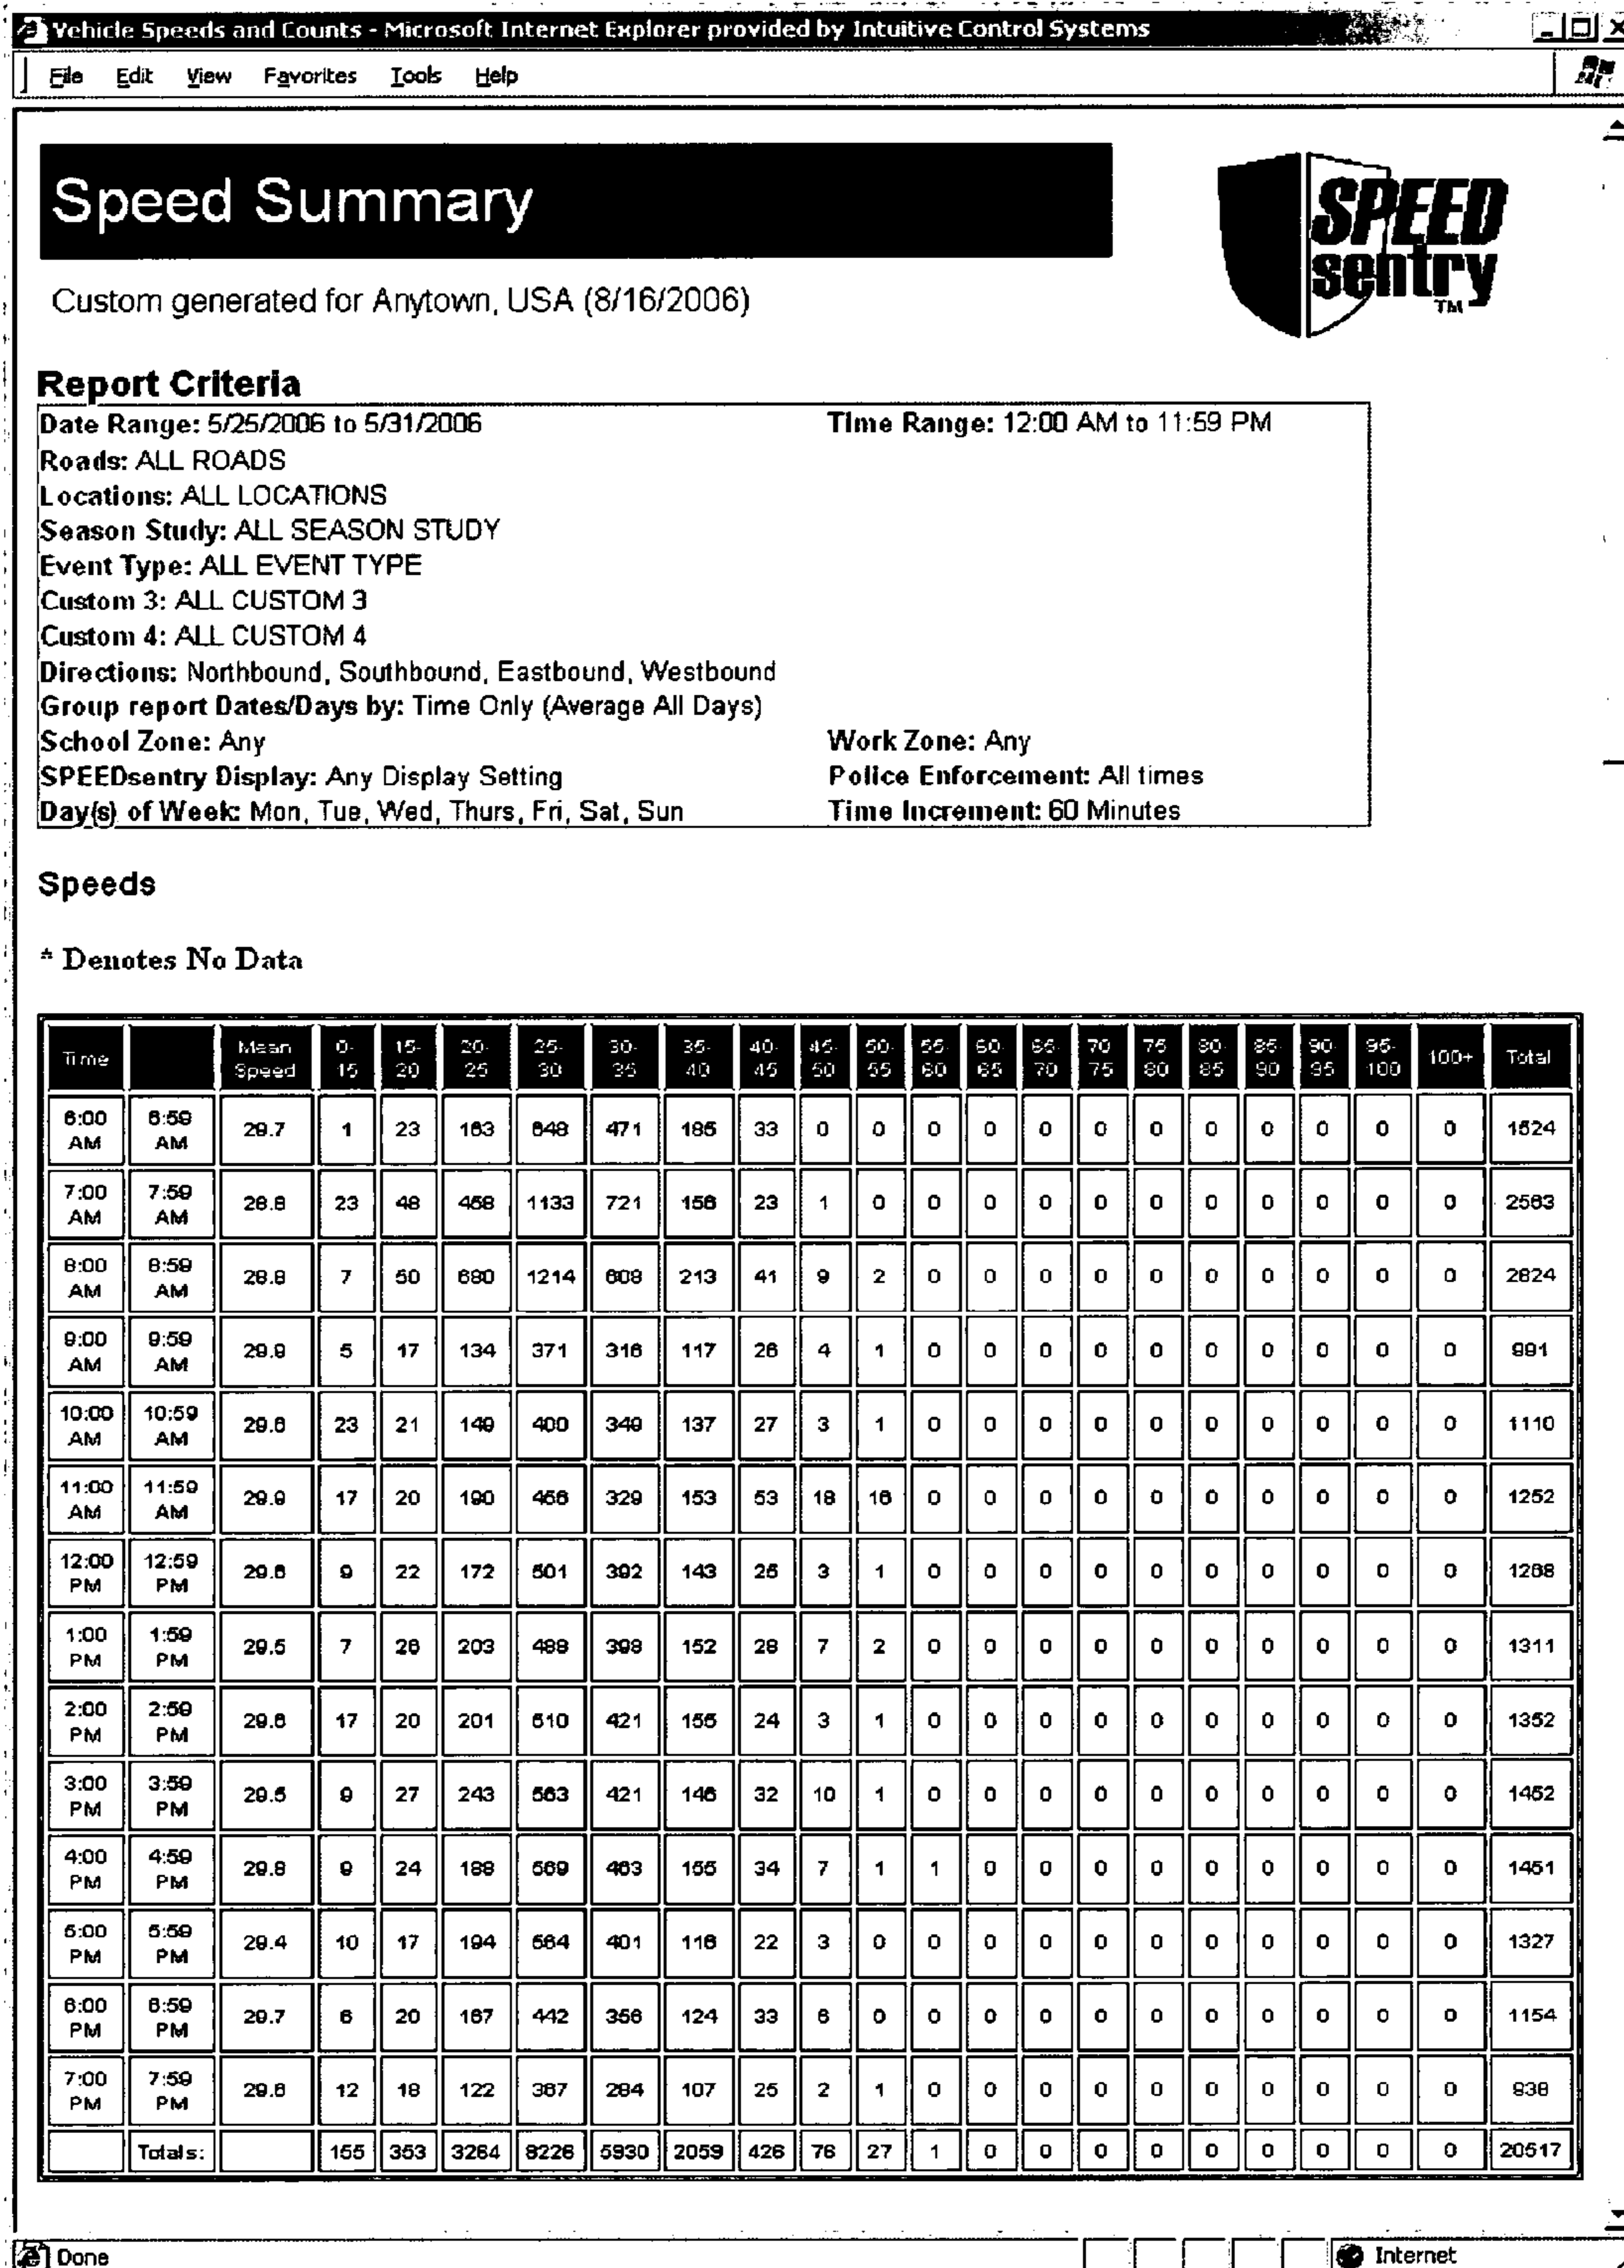 Vehicle Speeds and Counts - Microsoft Internet Explorer provided by Intuitive Control Systems
File Edit View Favorites Tools Help
Speed Summary
SPEED
sentry
TM
Custom generated for Anytown, USA (8/16/2006)
Report Criteria
Date Range: 5/25/2006 to 5/31/2006 Time Range: 12:00 AM to 11:59 PM
Roads: ALL ROADS
Locations: ALL LOCATIONS
Season Study: ALL SEASON STUDY
Event Type: ALL EVENT TYPE
Custom 3: ALL CUSTOM 3
Custom 4: ALL CUSTOM 4
Directions: Northbound, Southbound, Eastbound, Westbound
Group report Dates/Days by: Time Only (Average All Days)
School Zone: Any Work Zone: Any
SPEEDsentry Display: Any Display Setting Police Enforcement: All times
Day(s) of Week: Mon, Tue, Wed, Thurs, Fri, Sat, Sun Time Increment: 60 Minutes
Speeds
* Denotes No Data
Time Mean Speed 0-15 15-20 20-25 25-30 30-35 35-40 40-45 45-50 50-55 55-60 60-65 65-70 70-75 75-80 80-85 85-90 90-95 95-100 100+ Total
6:00 AM 6:59 AM 29.7 1 23 163 648 471 185 33 0 0 0 0 0 0 0 0 0 0 0 0 1524
7:00 AM 7:59 AM 28.6 23 48 458 1133 721 156 23 1 0 0 0 0 0 0 0 0 0 0 0 2563
8:00 AM 8:59 AM 28.8 7 50 680 1214 608 213 41 9 2 0 0 0 0 0 0 0 0 0 0 2824
9:00 AM 9:59 AM 29.9 5 17 134 371 316 117 26 4 1 0 0 0 0 0 0 0 0 0 0 991
10:00 AM 10:59 AM 29.6 23 21 149 400 349 137 27 3 1 0 0 0 0 0 0 0 0 0 0 1110
11:00 AM 11:59 AM 29.9 17 20 190 456 329 153 53 18 16 0 0 0 0 0 0 0 0 0 0 1252
12:00 PM 12:59 PM 29.6 9 22 172 501 392 143 25 3 1 0 0 0 0 0 0 0 0 0 0 1268
1:00 PM 1:59 PM 29.5 7 26 203 488 398 152 28 7 2 0 0 0 0 0 0 0 0 0 0 1311
2:00 PM 2:59 PM 29.6 17 20 201 510 421 155 24 3 1 0 0 0 0 0 0 0 0 0 0 1352
3:00 PM 3:59 PM 29.5 9 27 243 563 421 146 32 10 1 0 0 0 0 0 0 0 0 0 0 1452
4:00 PM 4:59 PM 29.8 9 24 188 569 463 155 34 7 1 1 0 0 0 0 0 0 0 0 0 1451
5:00 PM 5:59 PM 29.4 10 17 194 564 401 116 22 3 0 0 0 0 0 0 0 0 0 0 0 1327
6:00 PM 6:59 PM 29.7 6 20 167 442 356 124 33 6 0 0 0 0 0 0 0 0 0 0 0 1154
7:00 PM 7:59 PM 29.6 12 18 122 367 284 107 25 2 1 0 0 0 0 0 0 0 0 0 0 938
Totals: 155 353 3264 8226 5930 2059 426 76 27 1 0 0 0 0 0 0 0 0 0 20517
Done Internet